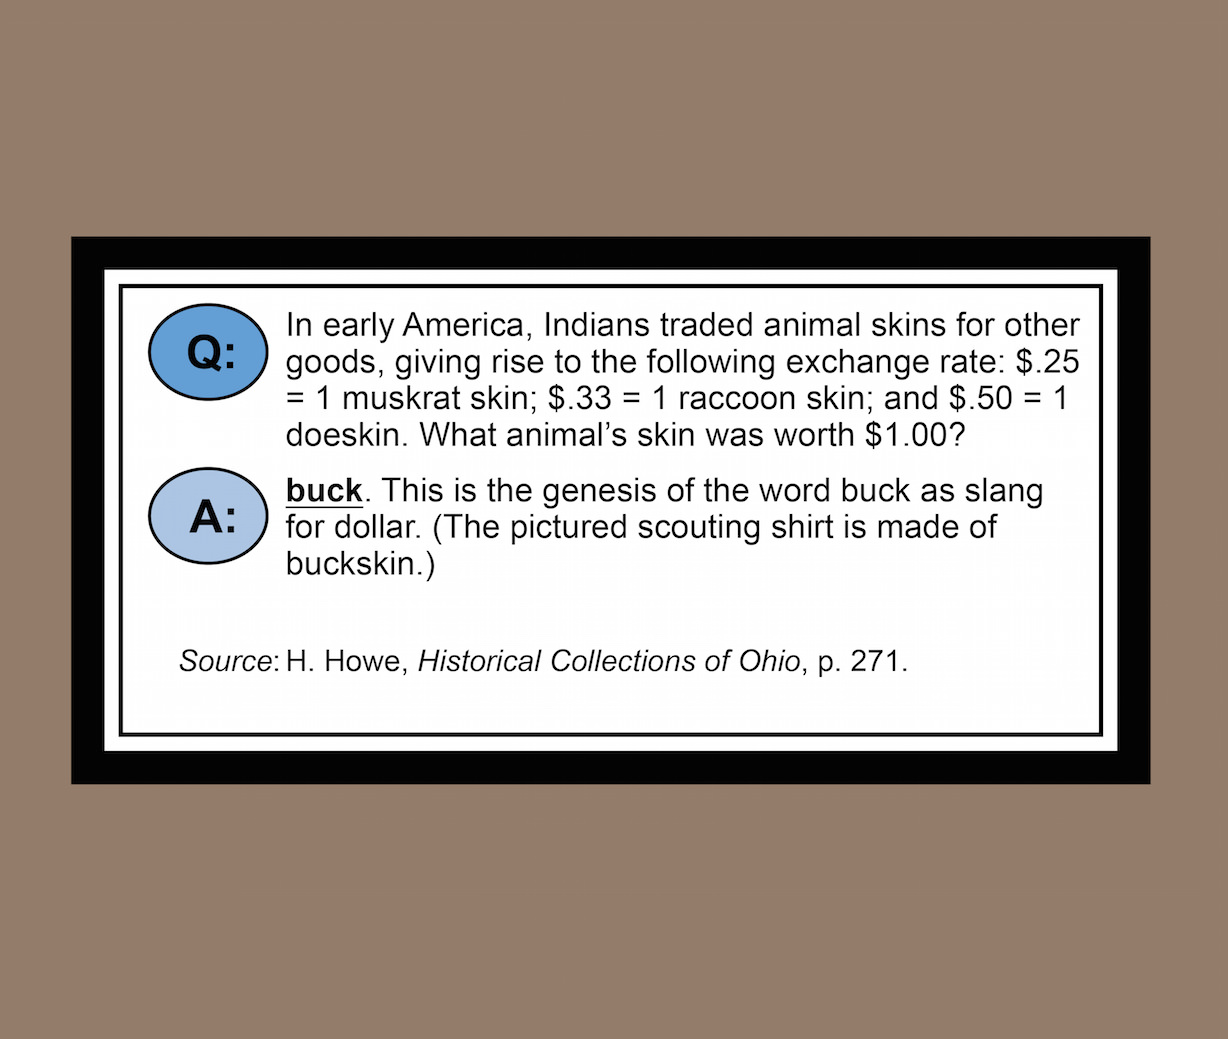 Q:
In early America, Indians traded animal skins for other
goods, giving rise to the following exchange rate: $.25
= 1 muskrat skin; $.33 = 1 raccoon skin; and $.50 = 1
doeskin. What animal’s skin was worth $1.00?
A:
buck. This is the genesis of the word buck as slang
for dollar. (The pictured scouting shirt is made of
buckskin.)
Source: H. Howe, Historical Collections of Ohio, p. 271.